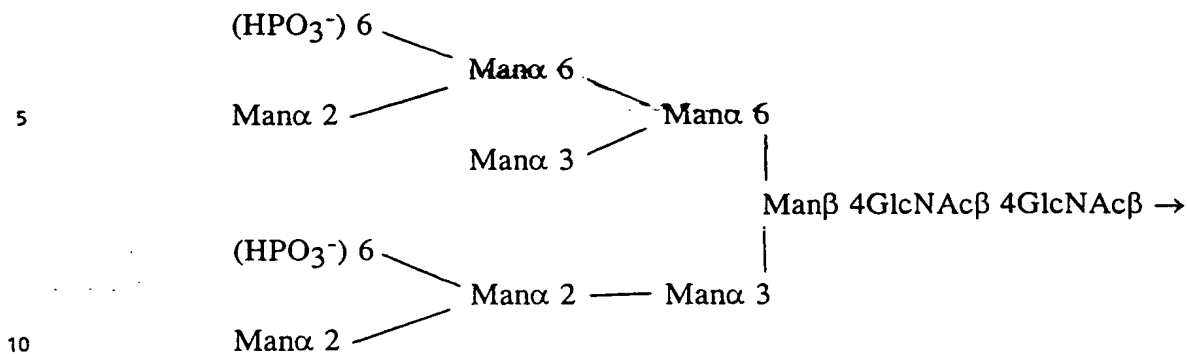 (HPO₃⁻) 6
Manα 6
5 Manα 2 Manα 6
Manα 3
Manβ 4GlcNAcβ 4GlcNAcβ →
(HPO₃⁻) 6
Manα 2 Manα 3
10 Manα 2